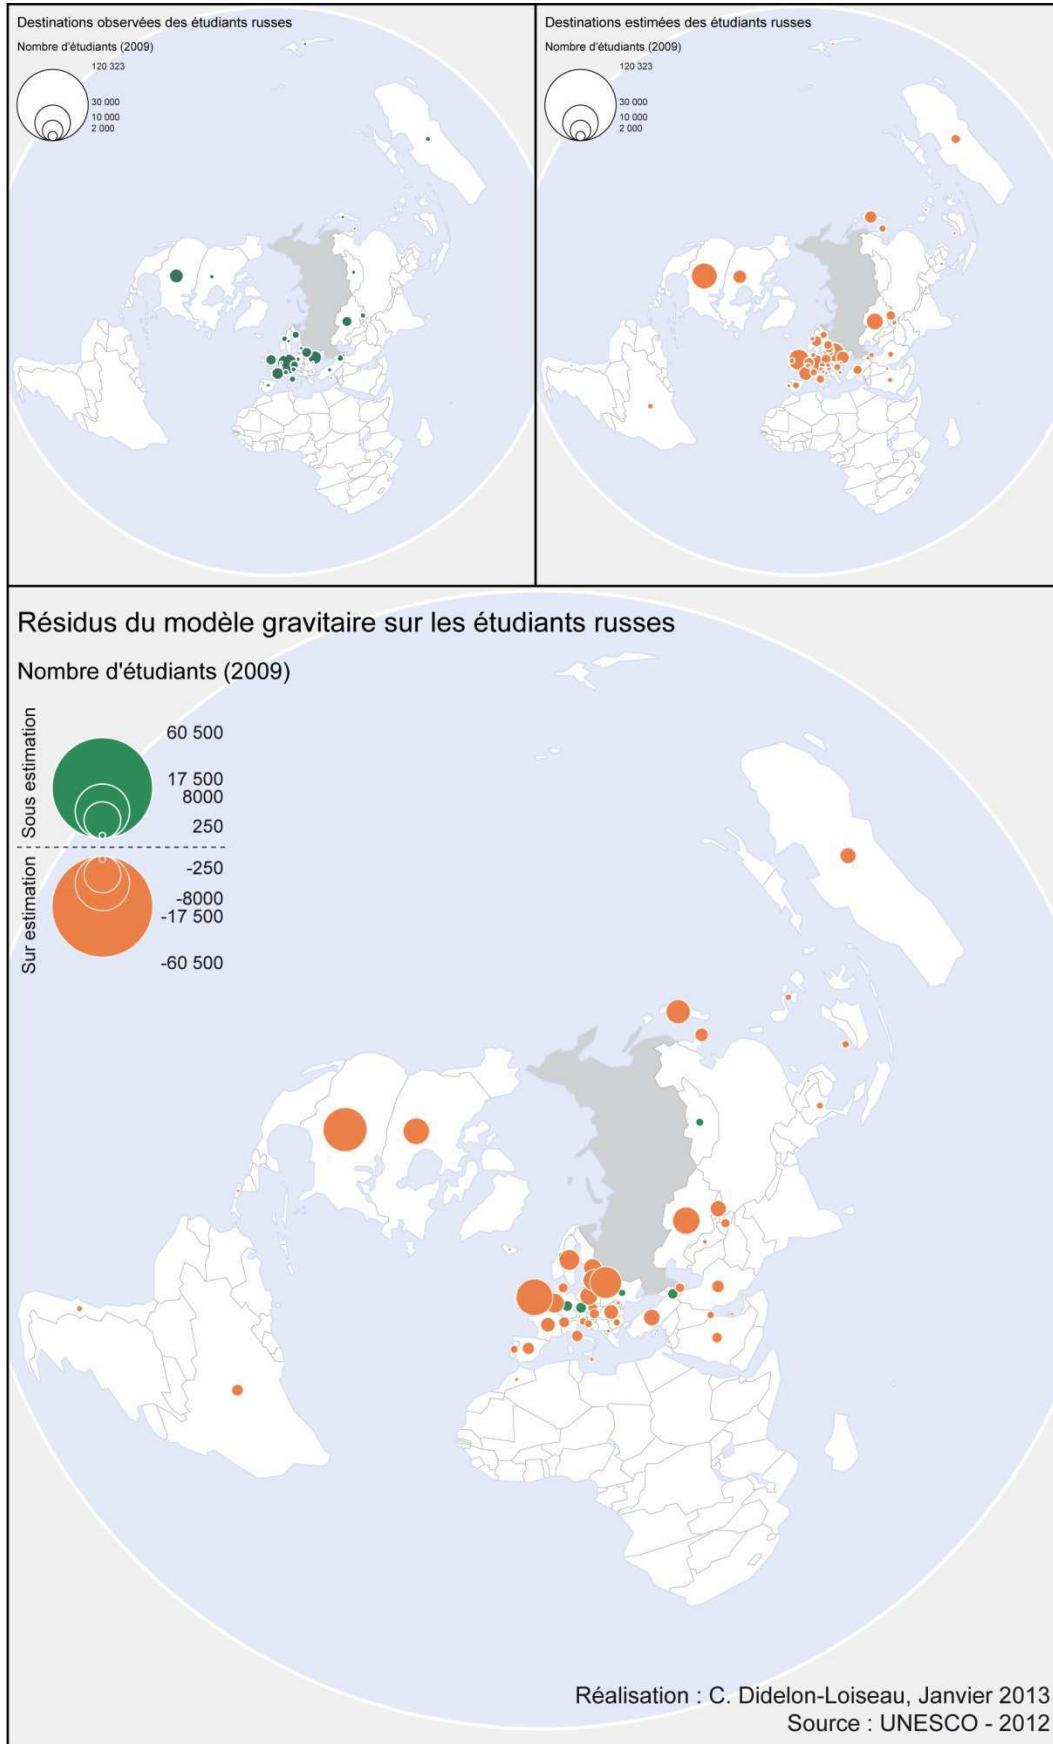 Destinations observées des étudiants russes
Nombre d'étudiants (2009)
120 323
30 000
10 000
2 000
Destinations estimées des étudiants russes
Nombre d'étudiants (2009)
120 323
30 000
10 000
2 000
Résidus du modèle gravitaire sur les étudiants russes
Nombre d'étudiants (2009)
Sous estimation
60 500
17 500
8000
250
Sur estimation
-250
-8000
-17 500
-60 500
Réalisation : C. Didelon-Loiseau, Janvier 2013
Source : UNESCO - 2012